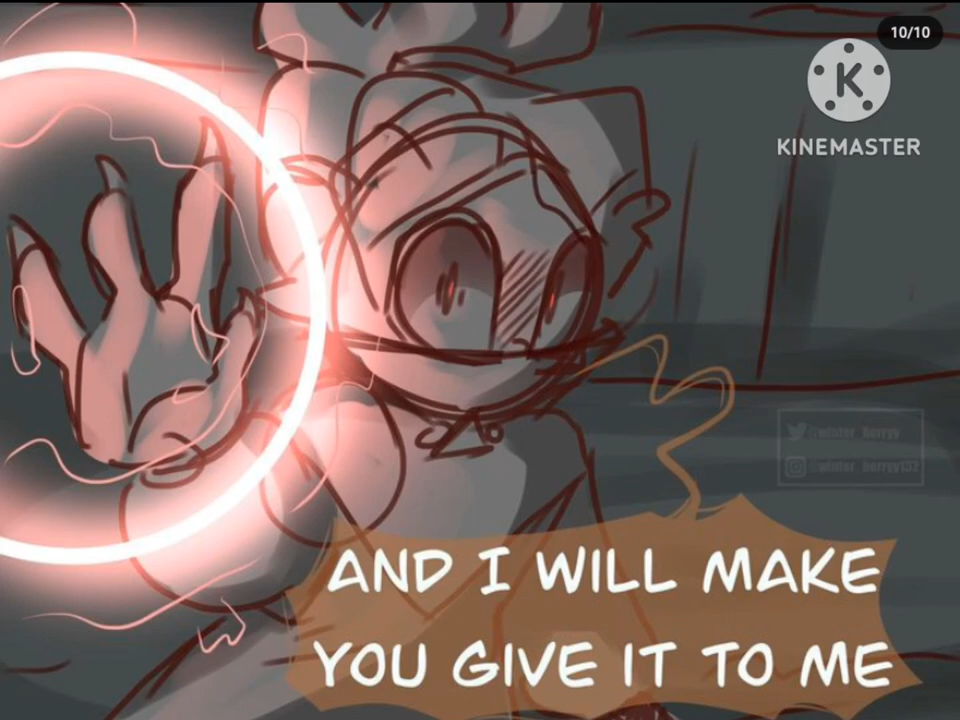 10/10
K
KINEMASTER
AND I WILL MAKE
YOU GIVE IT TO ME